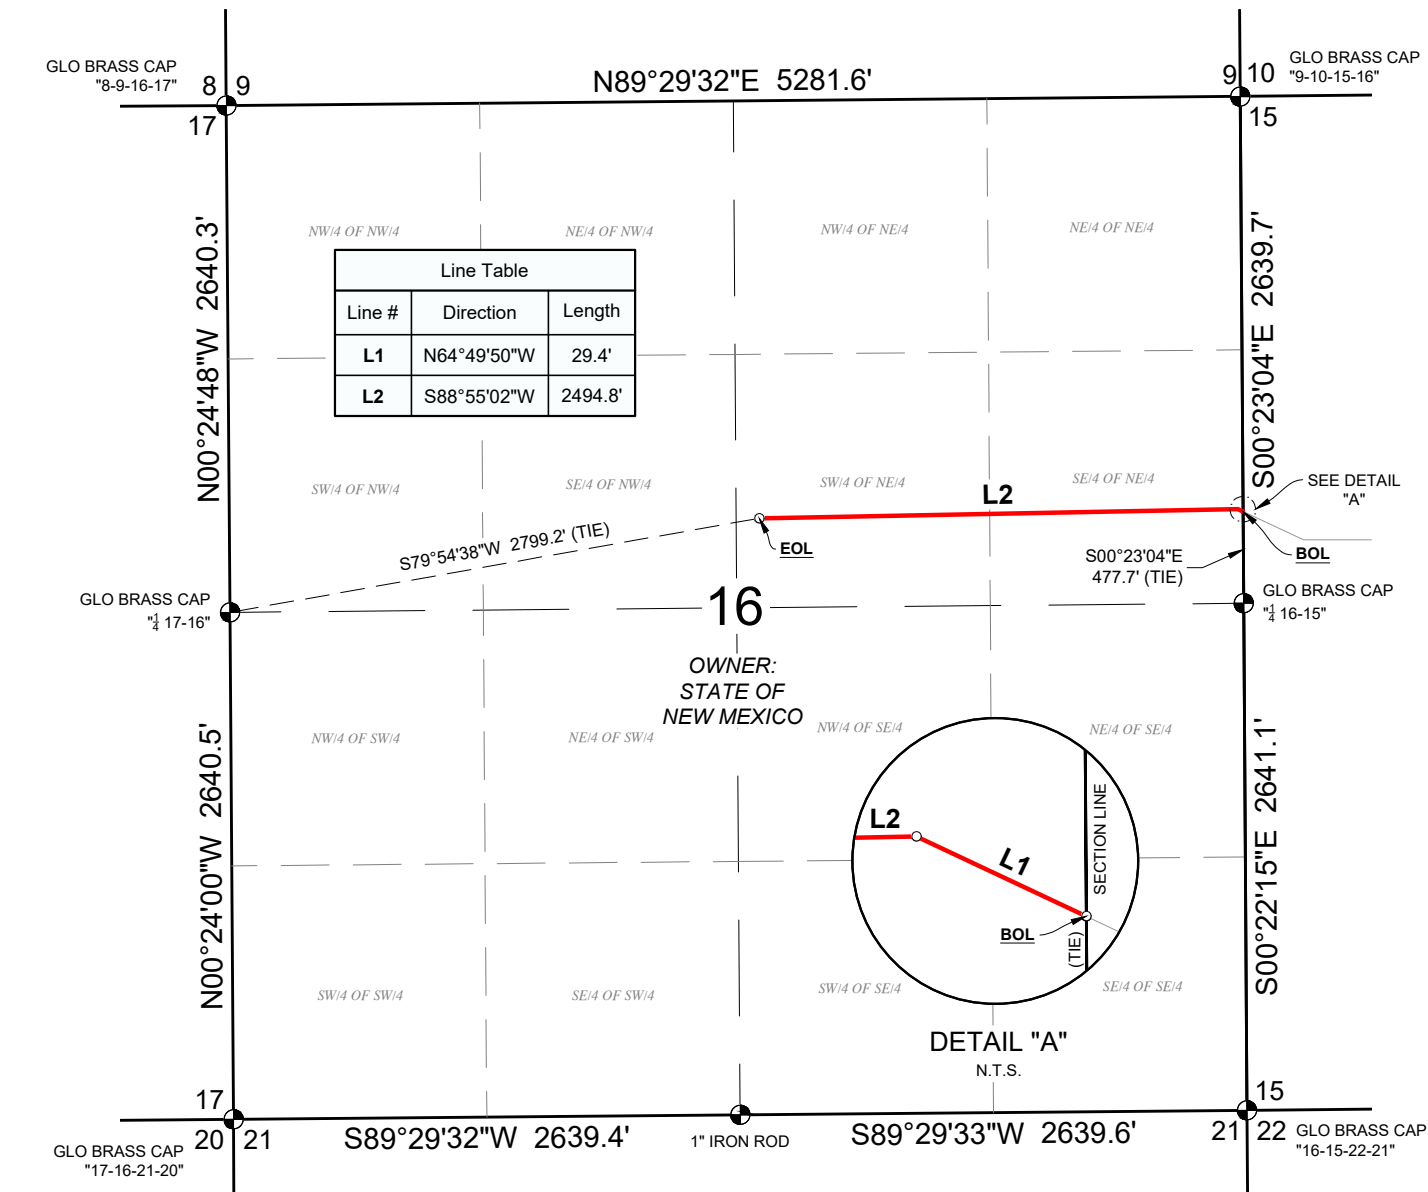 GLO BRASS CAP
"8-9-16-17"
8 9
17
N89°29'32"E 5281.6'
9 10
15
GLO BRASS CAP
"9-10-15-16"
N00°24'48"W 2640.3'
S00°23'04"E 2639.7'
NW/4 OF NW/4
NE/4 OF NW/4
NW/4 OF NE/4
NE/4 OF NE/4
Line Table
Line # Direction Length
L1 N64°49'50"W 29.4'
L2 S88°55'02"W 2494.8'
SW/4 OF NW/4
SE/4 OF NW/4
SW/4 OF NE/4
SE/4 OF NE/4
L2
SEE DETAIL
"A"
S79°54'38"W 2799.2' (TIE)
EOL
BOL
S00°23'04"E
477.7' (TIE)
GLO BRASS CAP
"1/4 17-16"
16
GLO BRASS CAP
"1/4 16-15"
OWNER:
STATE OF
NEW MEXICO
N00°24'00"W 2640.5'
S00°22'15"E 2641.1'
NW/4 OF SW/4
NE/4 OF SW/4
NW/4 OF SE/4
NE/4 OF SE/4
L2
L1
SECTION LINE
BOL
(TIE)
SW/4 OF SW/4
SE/4 OF SW/4
SW/4 OF SE/4
SE/4 OF SE/4
DETAIL "A"
N.T.S.
17
20 21
GLO BRASS CAP
"17-16-21-20"
S89°29'32"W 2639.4'
1" IRON ROD
S89°29'33"W 2639.6'
15
21 22
GLO BRASS CAP
"16-15-22-21"